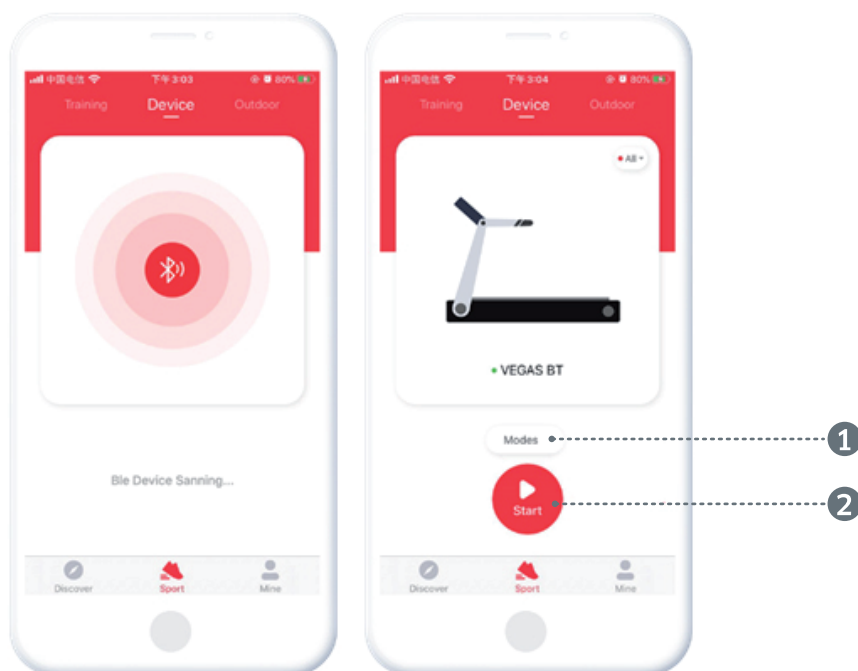 中国电信 下午3:03 80%
Training Device Outdoor
Ble Device Sanning...
Discover Sport Mine
中国电信 下午3:04 80%
Training Device Outdoor
All
VEGAS BT
Modes
1
Start
2
Discover Sport Mine